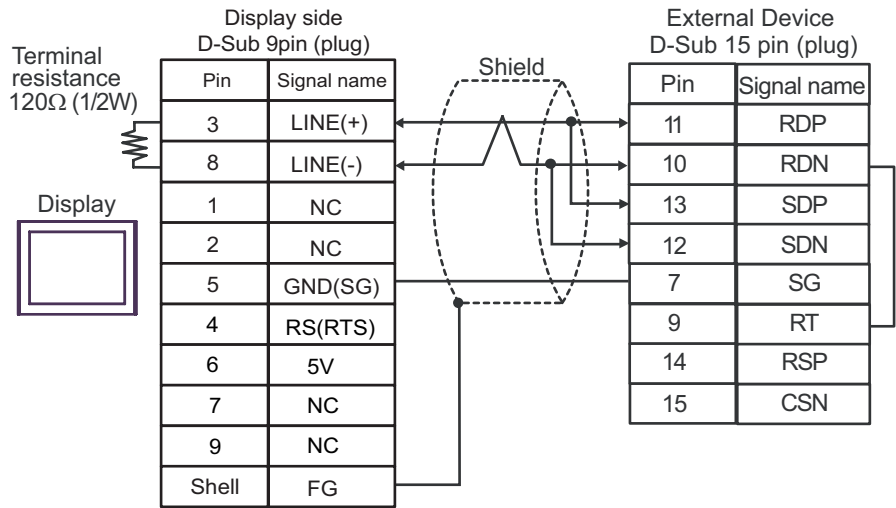 Display side
D-Sub 9pin (plug)
External Device
D-Sub 15 pin (plug)
Terminal
resistance
120Ω (1/2W)
Shield
Display
Pin Signal name
3 LINE(+)
8 LINE(-)
1 NC
2 NC
5 GND(SG)
4 RS(RTS)
6 5V
7 NC
9 NC
Shell FG
Pin Signal name
11 RDP
10 RDN
13 SDP
12 SDN
7 SG
9 RT
14 RSP
15 CSN